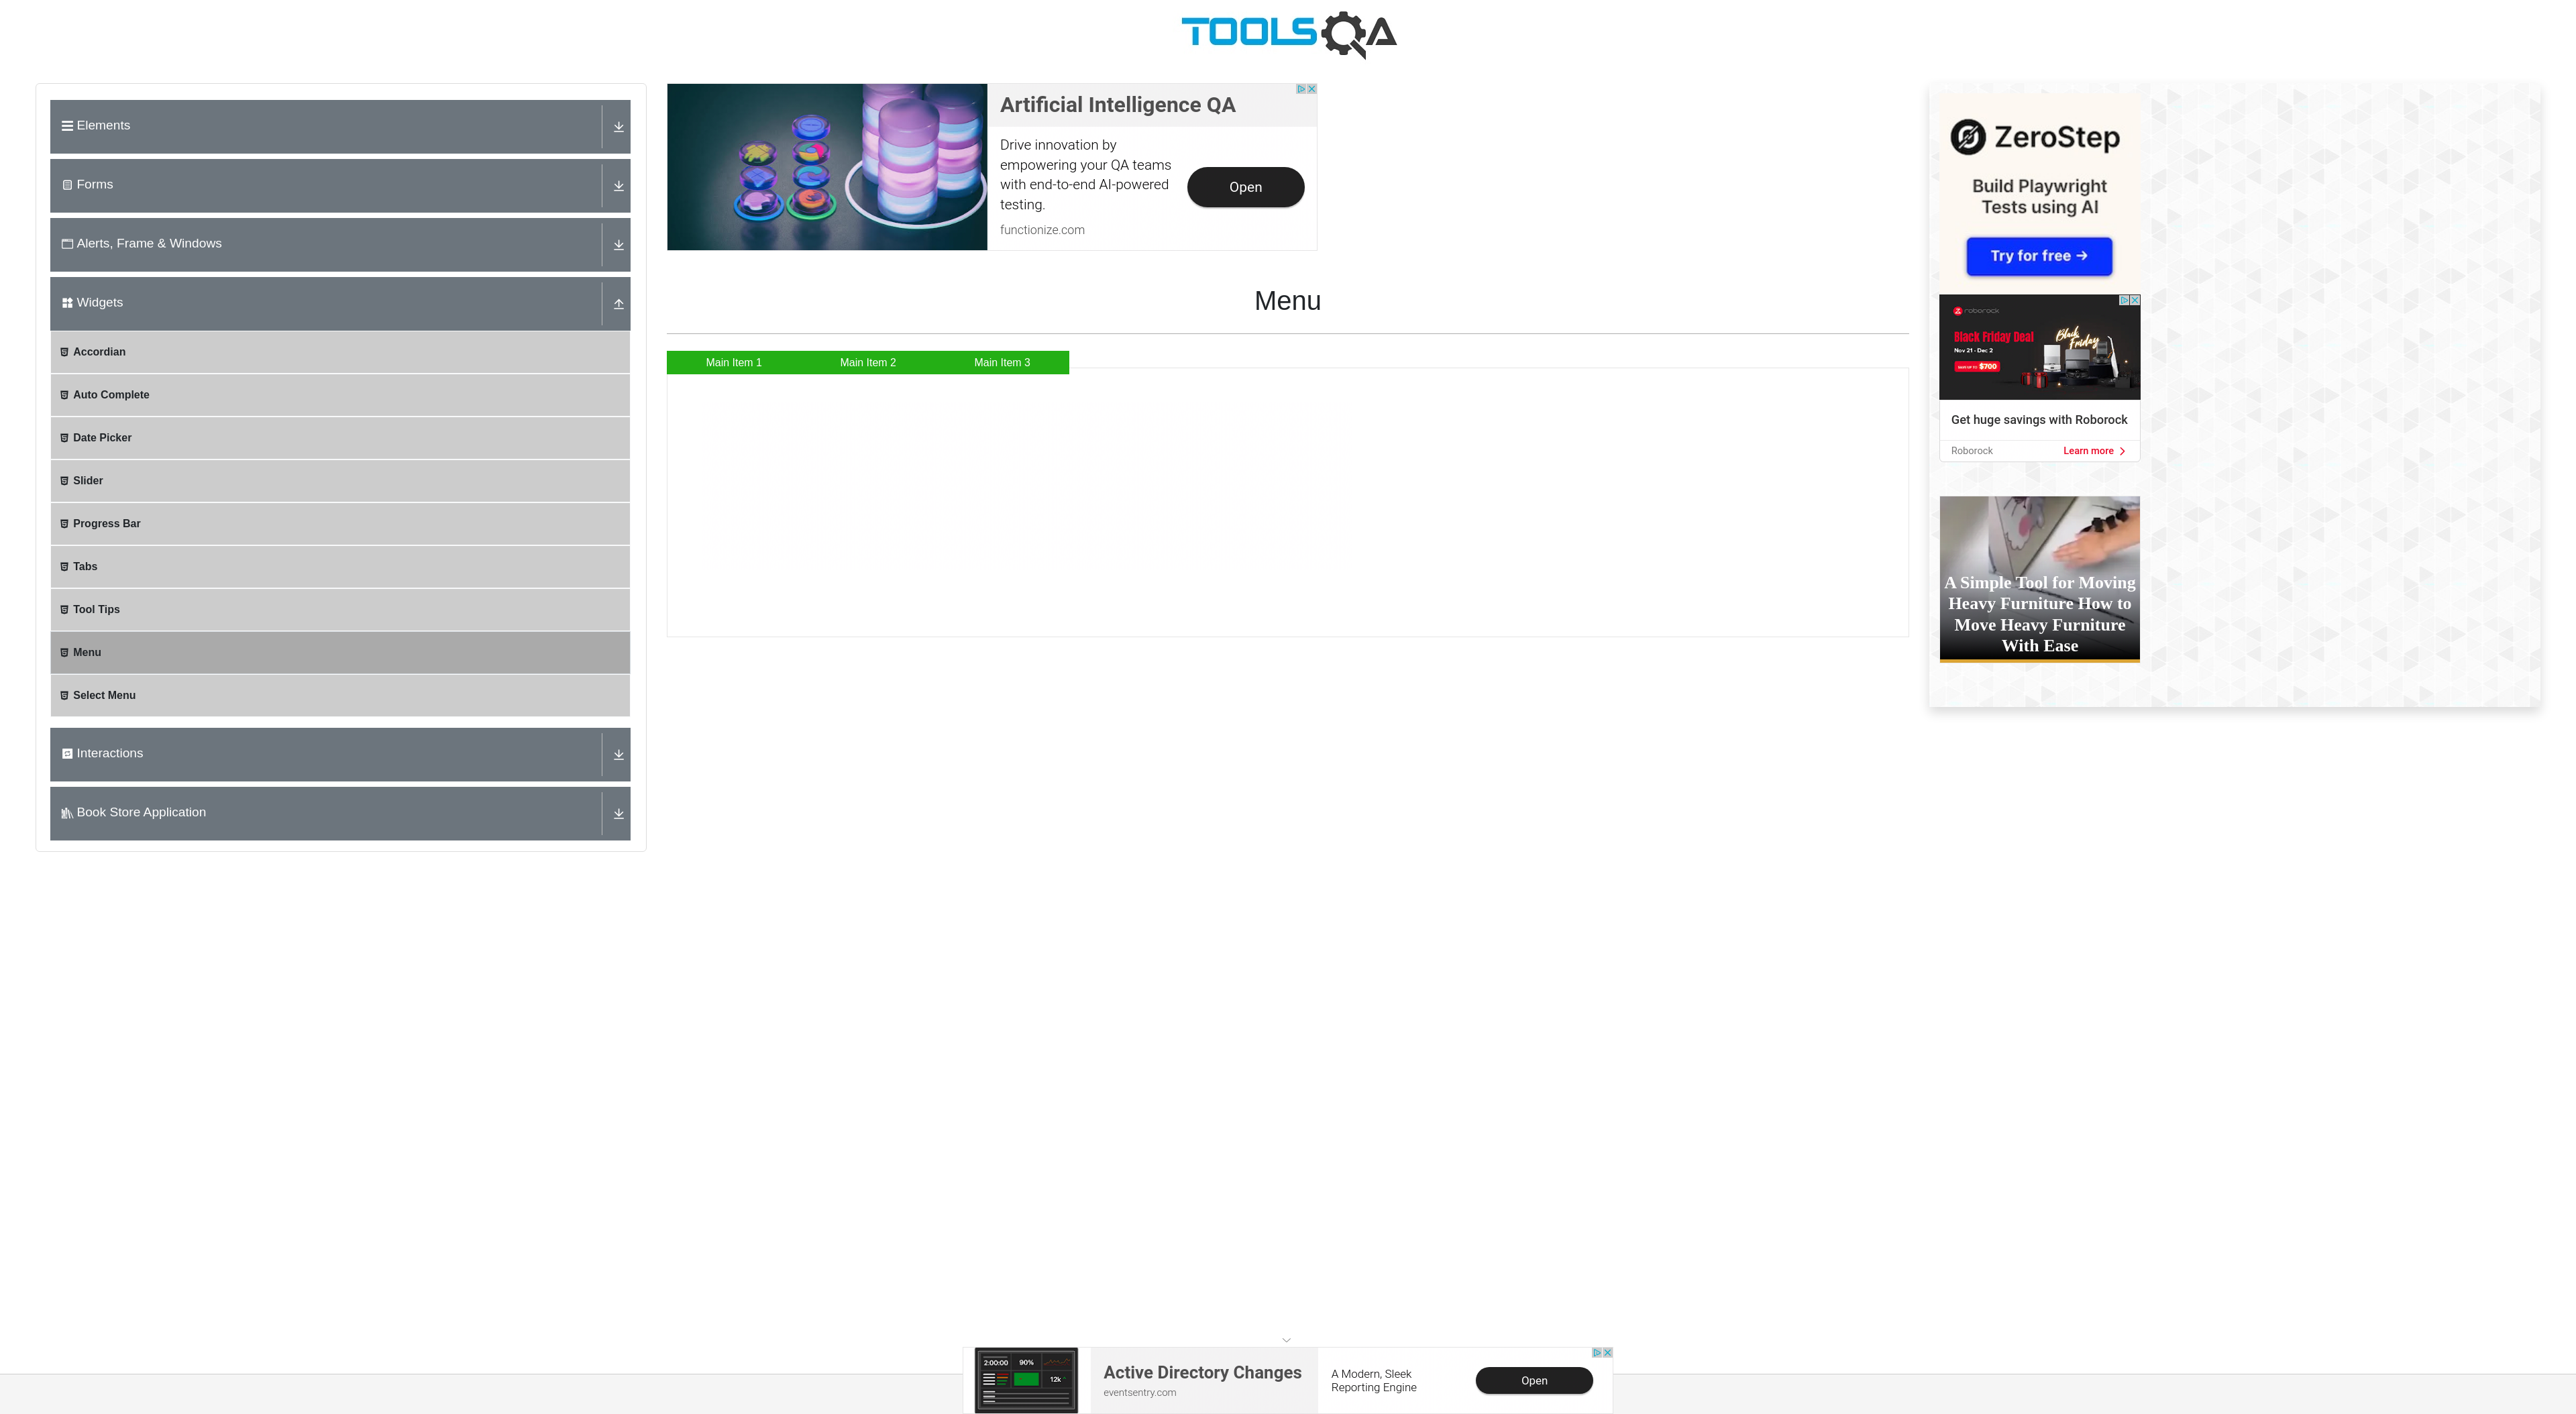 TOOLSQA
Elements
Forms
Alerts, Frame & Windows
Widgets
Accordian
Auto Complete
Date Picker
Slider
Progress Bar
Tabs
Tool Tips
Menu
Select Menu
Interactions
Book Store Application
Artificial Intelligence QA
Drive innovation by
empowering your QA teams
with end-to-end AI-powered
testing.
functionize.com
Open
Menu
Main Item 1
Main Item 2
Main Item 3
ZeroStep
Build Playwright
Tests using AI
Try for free →
roborock
Black Friday Deal
Nov 21 - Dec 2
SAVE UP TO $700
Black Friday
Get huge savings with Roborock
Roborock
Learn more
A Simple Tool for Moving
Heavy Furniture How to
Move Heavy Furniture
With Ease
2:00:00
90%
12k
Active Directory Changes
eventsentry.com
A Modern, Sleek
Reporting Engine
Open